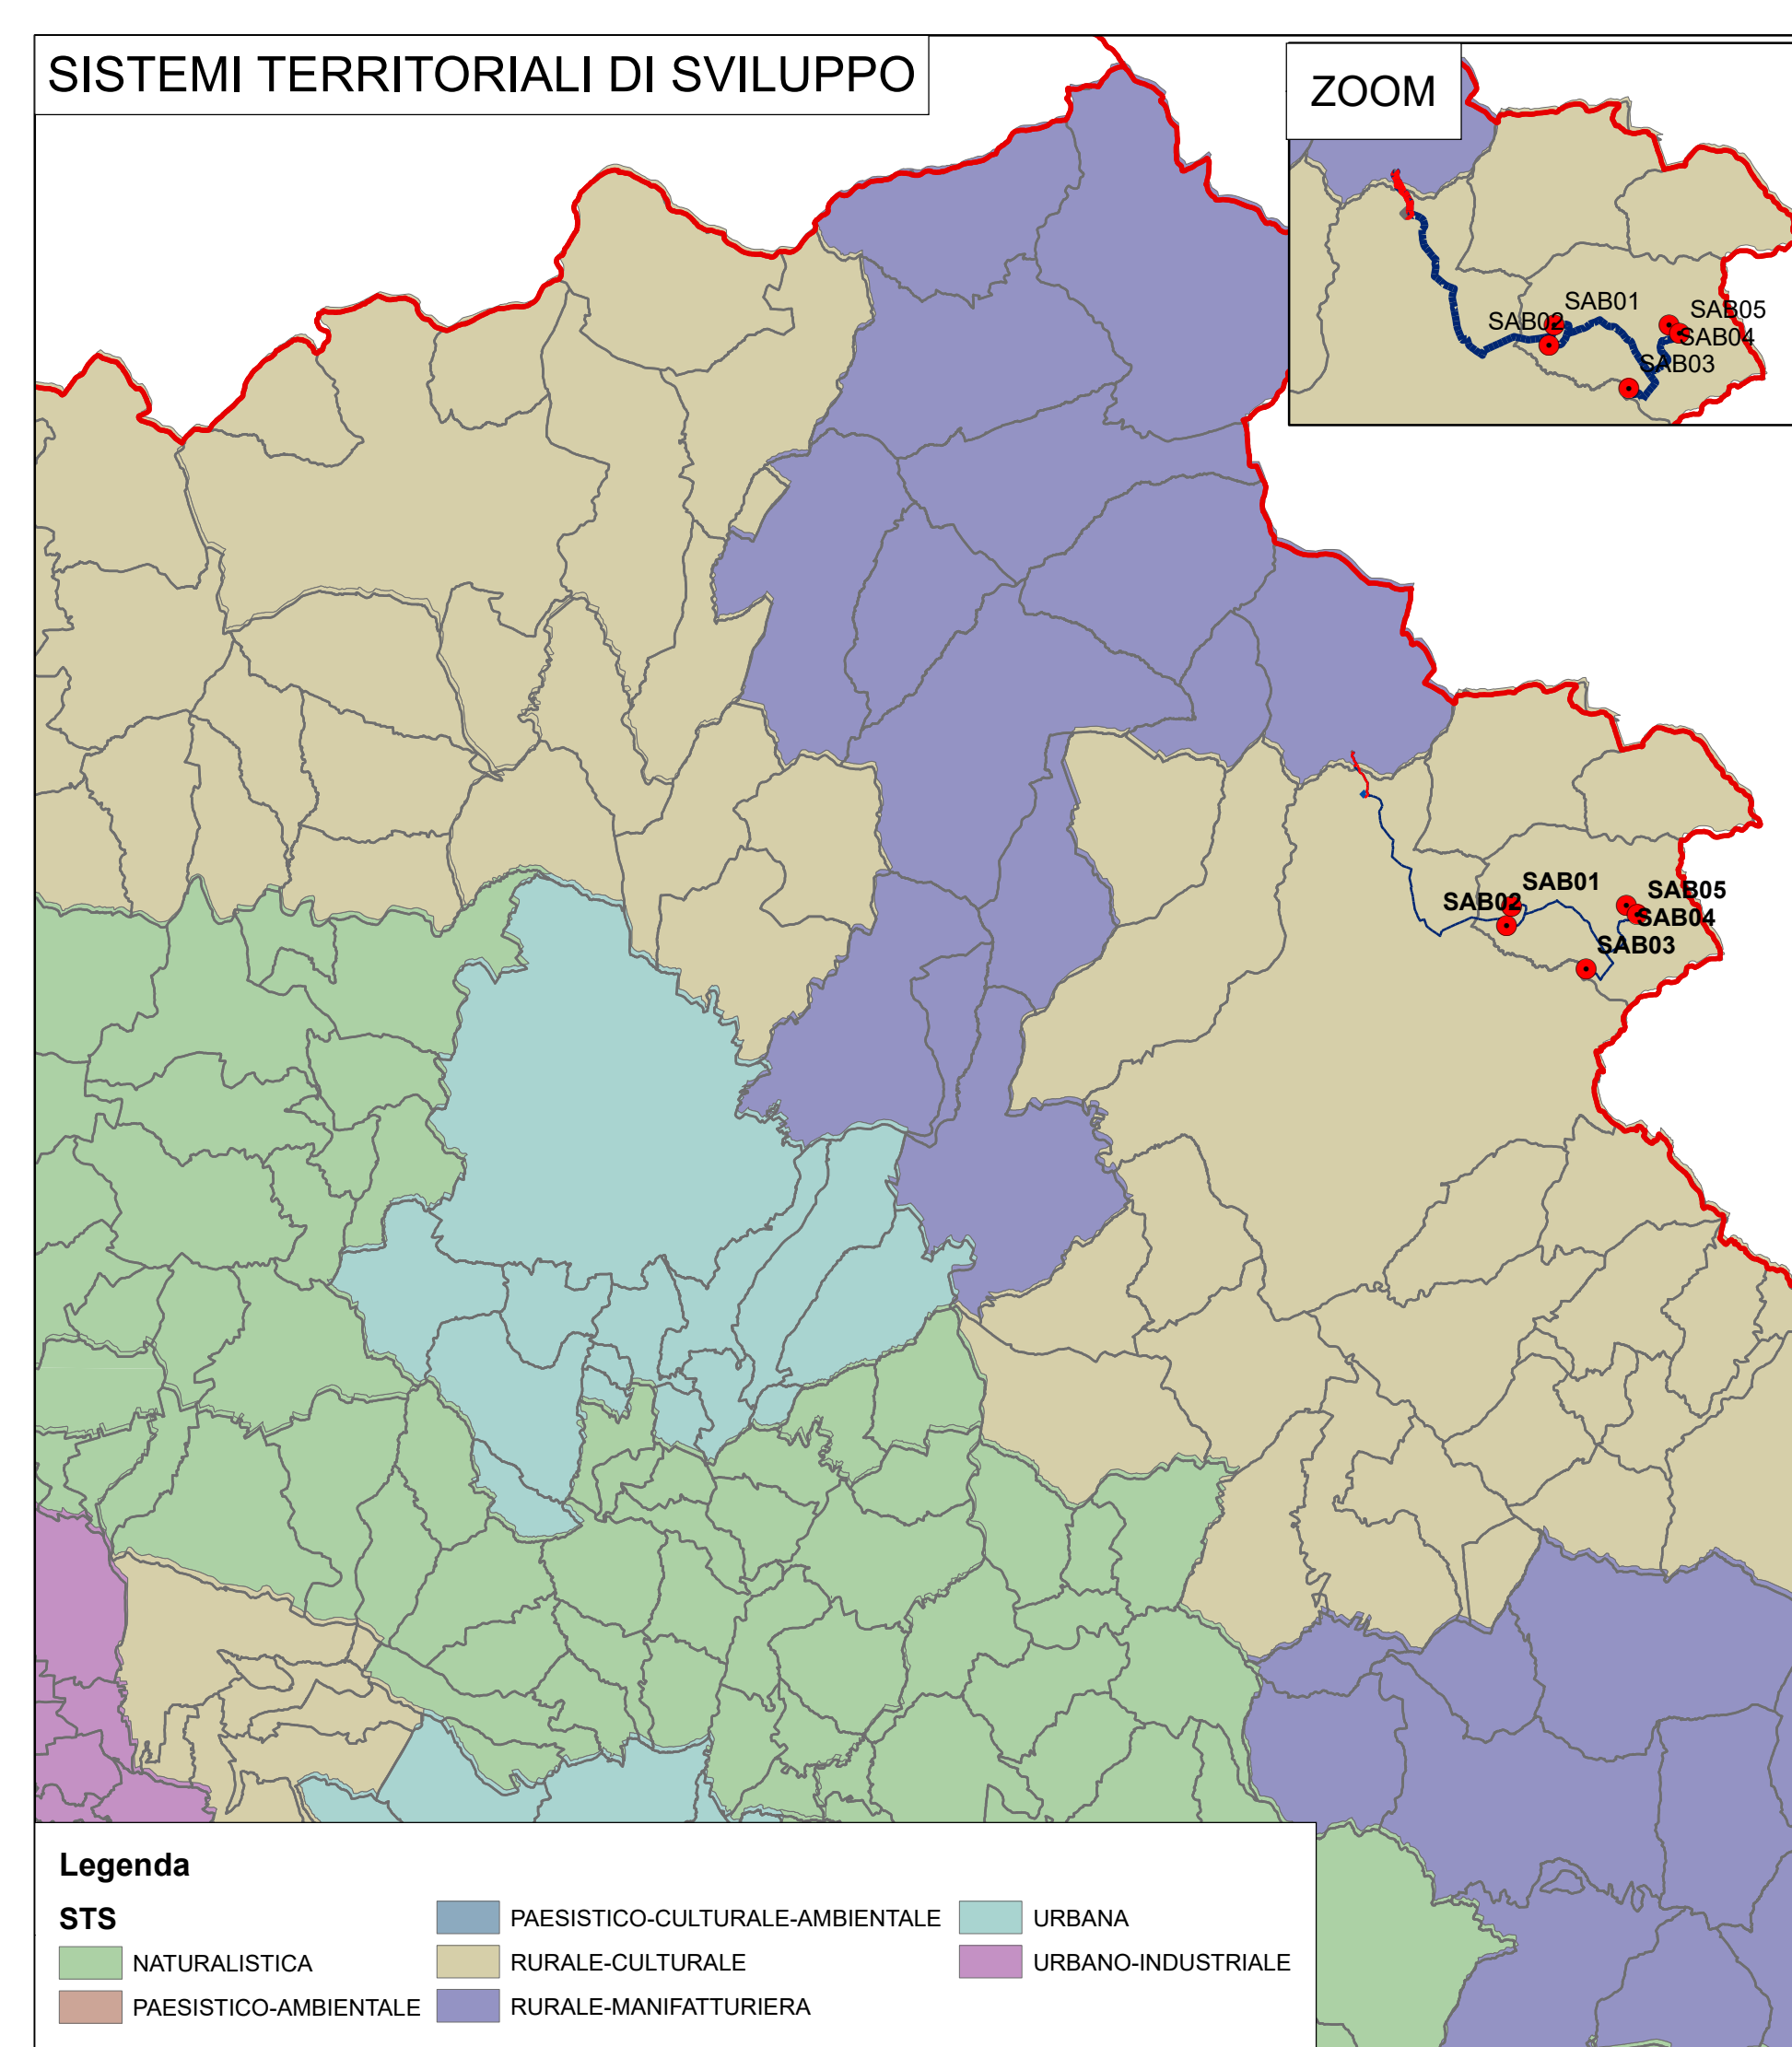 SISTEMI TERRITORIALI DI SVILUPPO
ZOOM
SAB01
SAB02
SAB05
SAB04
SAB03
SAB01
SAB02
SAB05
SAB04
SAB03
Legenda
STS
NATURALISTICA
PAESISTICO-AMBIENTALE
PAESISTICO-CULTURALE-AMBIENTALE
RURALE-CULTURALE
RURALE-MANIFATTURIERA
URBANA
URBANO-INDUSTRIALE